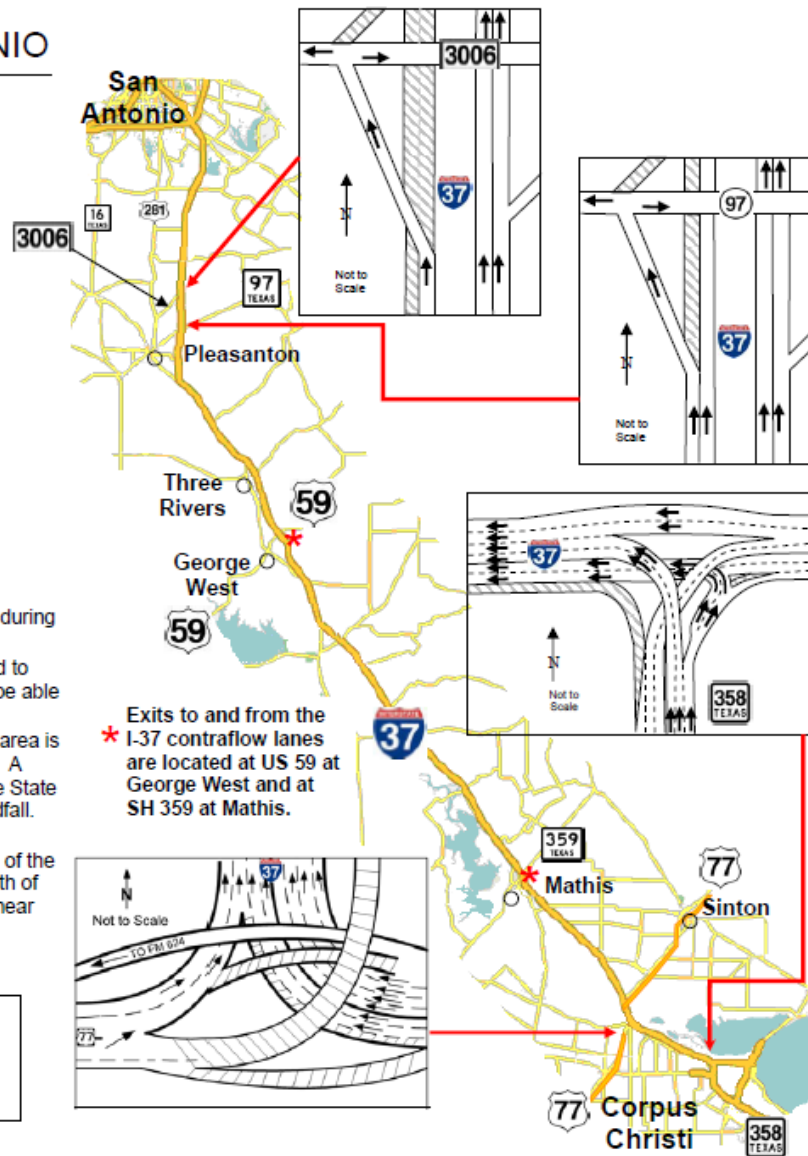 NIO
San
Antonio
16
TEXAS
281
3006
97
TEXAS
Pleasanton
3006
37
N
Not to
Scale
97
37
N
Not to
Scale
Three
Rivers
59
George
West
59
during
d to
be able
area is
A
e State
dfall.
of the
th of
near
* Exits to and from the
I-37 contraflow lanes
are located at US 59 at
George West and at
SH 359 at Mathis.
INTERSTATE
37
37
N
Not to
Scale
358
TEXAS
359
TEXAS
* Mathis
77
Sinton
N
Not to Scale
37
TO FM 624
77
77
Corpus
Christi
358
TEXAS